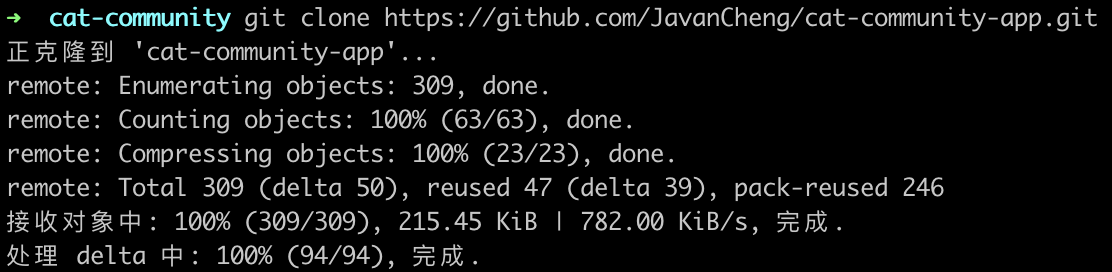 ➜  cat-community git clone https://github.com/JavanCheng/cat-community-app.git
正克隆到 'cat-community-app'...
remote: Enumerating objects: 309, done.
remote: Counting objects: 100% (63/63), done.
remote: Compressing objects: 100% (23/23), done.
remote: Total 309 (delta 50), reused 47 (delta 39), pack-reused 246
接收对象中: 100% (309/309), 215.45 KiB | 782.00 KiB/s, 完成.
处理 delta 中: 100% (94/94), 完成.